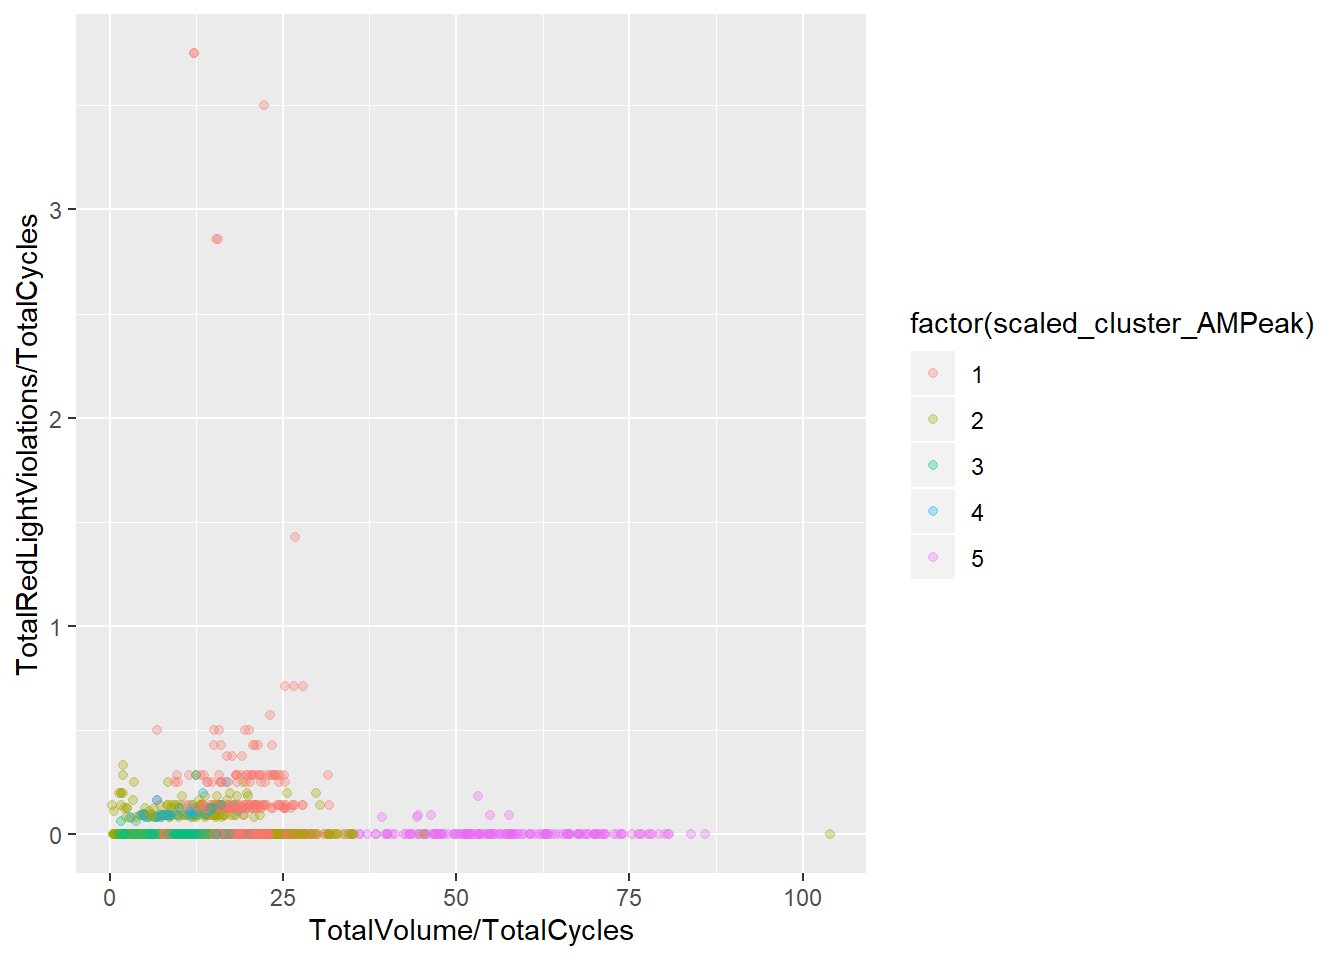 TotalRedLightViolations/TotalCycles
3
2
1
0
0 25 50 75 100
TotalVolume/TotalCycles
factor(scaled_cluster_AMPeak)
1
2
3
4
5